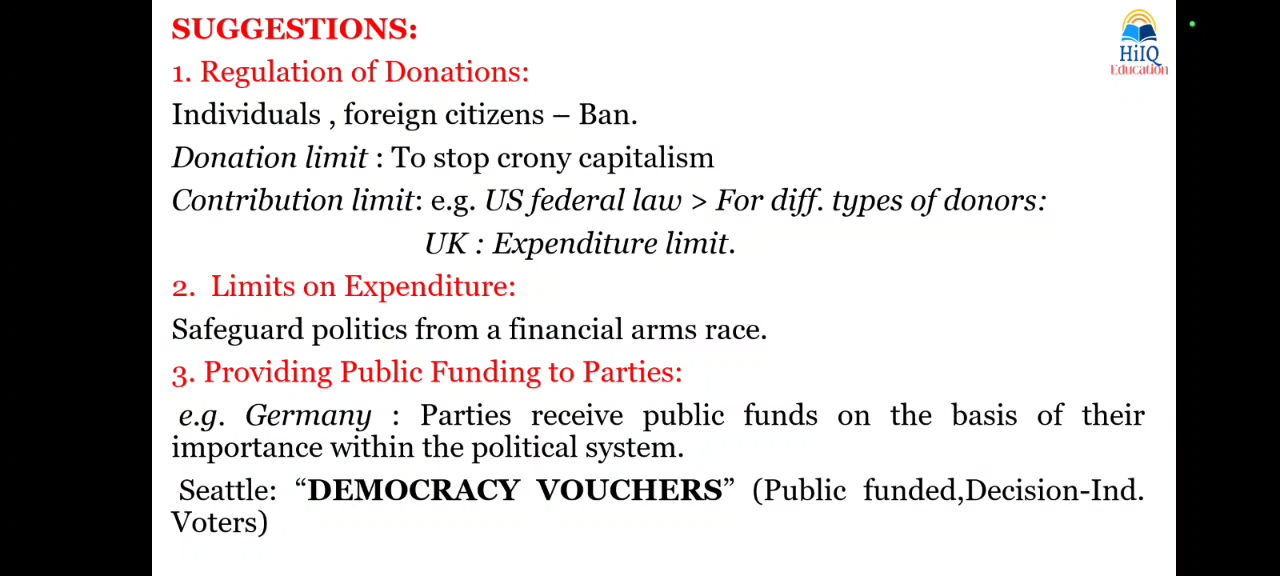 SUGGESTIONS:
HiIQ
Education
1. Regulation of Donations:
Individuals , foreign citizens – Ban.
Donation limit : To stop crony capitalism
Contribution limit: e.g. US federal law > For diff. types of donors:
UK : Expenditure limit.
2. Limits on Expenditure:
Safeguard politics from a financial arms race.
3. Providing Public Funding to Parties:
e.g. Germany : Parties receive public funds on the basis of their
importance within the political system.
Seattle: “DEMOCRACY VOUCHERS” (Public funded,Decision-Ind.
Voters)